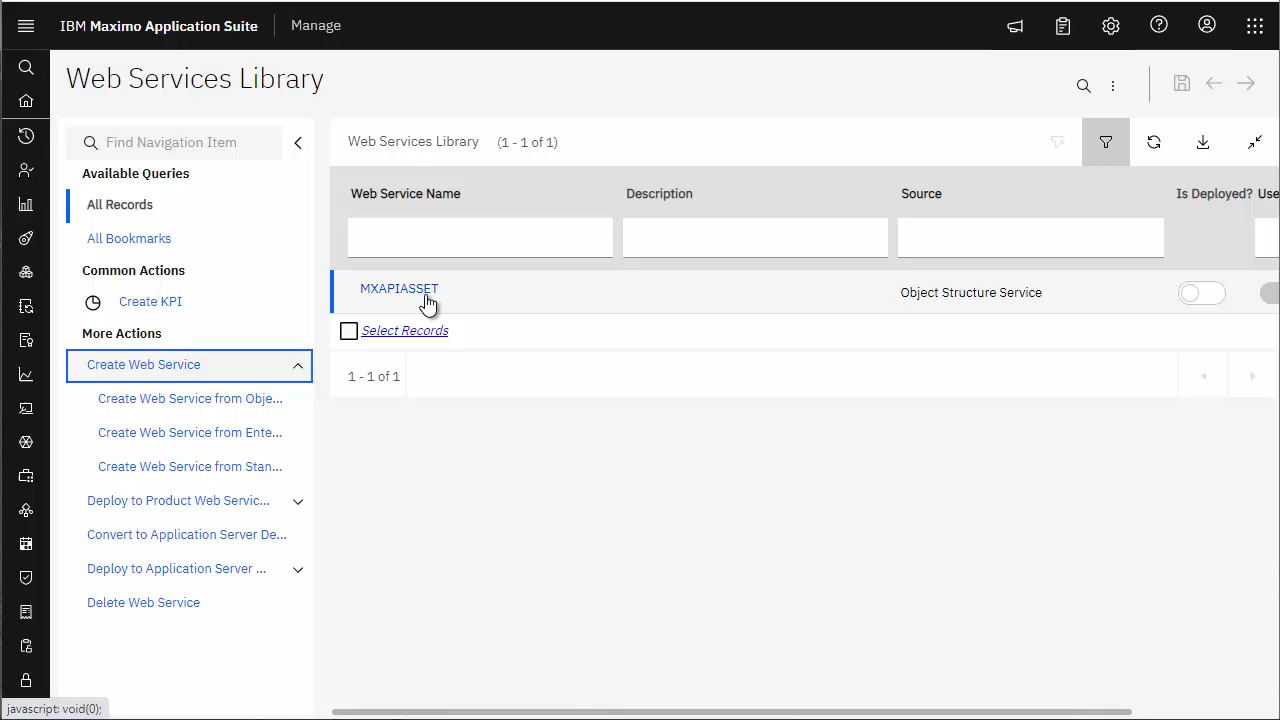 IBM Maximo Application Suite
Manage
Web Services Library
Find Navigation Item
Available Queries
All Records
All Bookmarks
Common Actions
Create KPI
More Actions
Create Web Service
Create Web Service from Obje...
Create Web Service from Ente...
Create Web Service from Stan...
Deploy to Product Web Servic...
Convert to Application Server De...
Deploy to Application Server ...
Delete Web Service
Web Services Library (1 - 1 of 1)
Web Service Name Description Source Is Deployed? Use
MXAPIASSET Object Structure Service
Select Records
1 - 1 of 1
javascript: void(0);